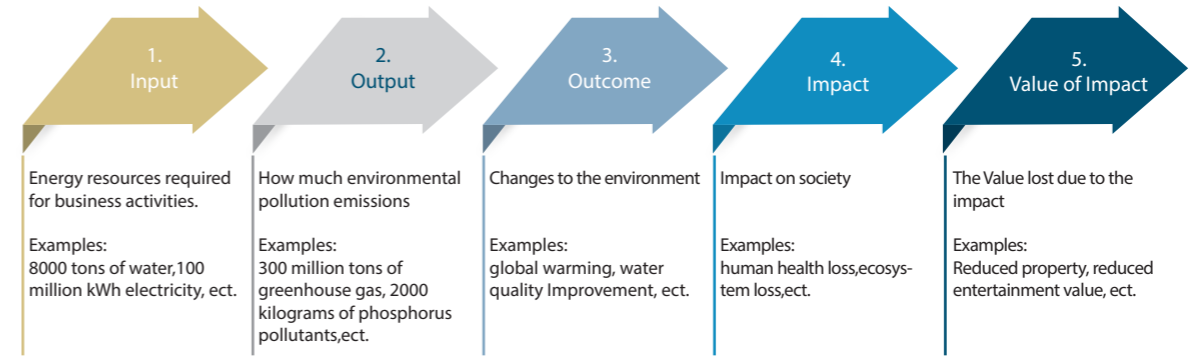 1.
Input
2.
Output
3.
Outcome
4.
Impact
5.
Value of Impact
Energy resources required
for business activities.
Examples:
8000 tons of water,100
million kWh electricity, ect.
How much environmental
pollution emissions
Examples:
300 million tons of
greenhouse gas, 2000
kilograms of phosphorus
pollutants,ect.
Changes to the environment
Examples:
global warming, water
quality Improvement, ect.
Impact on society
Examples:
human health loss,ecosys-
tem loss,ect.
The Value lost due to the
impact
Examples:
Reduced property, reduced
entertainment value, ect.